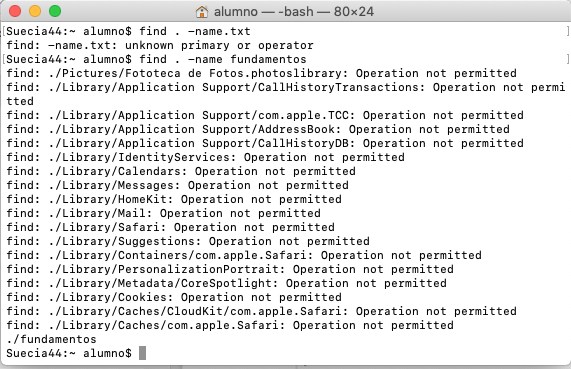 alumno — -bash — 80×24
[Suecia44:~ alumno$ find . -name.txt ]
find: -name.txt: unknown primary or operator
[Suecia44:~ alumno$ find . -name fundamentos ]
find: ./Pictures/Fototeca de Fotos.photoslibrary: Operation not permitted
find: ./Library/Application Support/CallHistoryTransactions: Operation not permi
tted
find: ./Library/Application Support/com.apple.TCC: Operation not permitted
find: ./Library/Application Support/AddressBook: Operation not permitted
find: ./Library/Application Support/CallHistoryDB: Operation not permitted
find: ./Library/IdentityServices: Operation not permitted
find: ./Library/Calendars: Operation not permitted
find: ./Library/Messages: Operation not permitted
find: ./Library/HomeKit: Operation not permitted
find: ./Library/Mail: Operation not permitted
find: ./Library/Safari: Operation not permitted
find: ./Library/Suggestions: Operation not permitted
find: ./Library/Containers/com.apple.Safari: Operation not permitted
find: ./Library/PersonalizationPortrait: Operation not permitted
find: ./Library/Metadata/CoreSpotlight: Operation not permitted
find: ./Library/Cookies: Operation not permitted
find: ./Library/Caches/CloudKit/com.apple.Safari: Operation not permitted
find: ./Library/Caches/com.apple.Safari: Operation not permitted
./fundamentos
Suecia44:~ alumno$